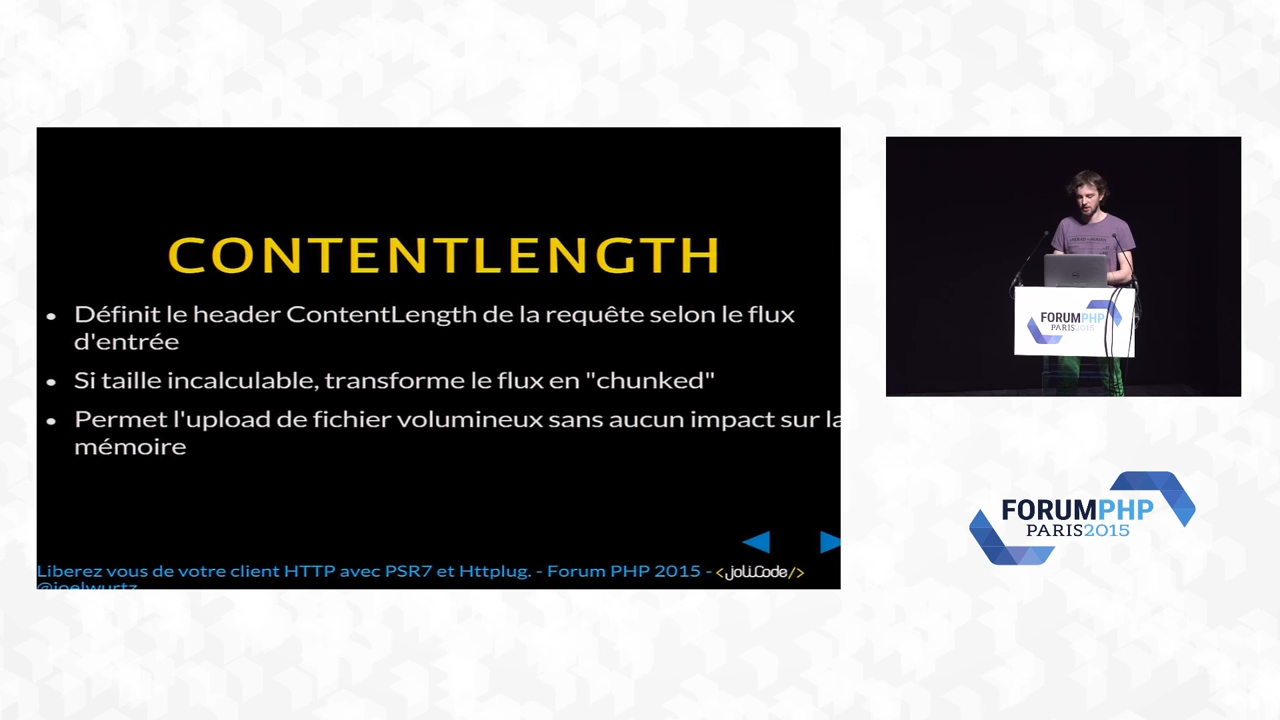 CONTENTLENGTH
• Définit le header ContentLength de la requête selon le flux
d'entrée
• Si taille incalculable, transforme le flux en "chunked"
• Permet l'upload de fichier volumineux sans aucun impact sur la
mémoire
Liberez vous de votre client HTTP avec PSR7 et Httplug. - Forum PHP 2015 -
@joelwurtz
<joliCode/>
FORUMPHP
PARIS2015
FORUMPHP
PARIS2015